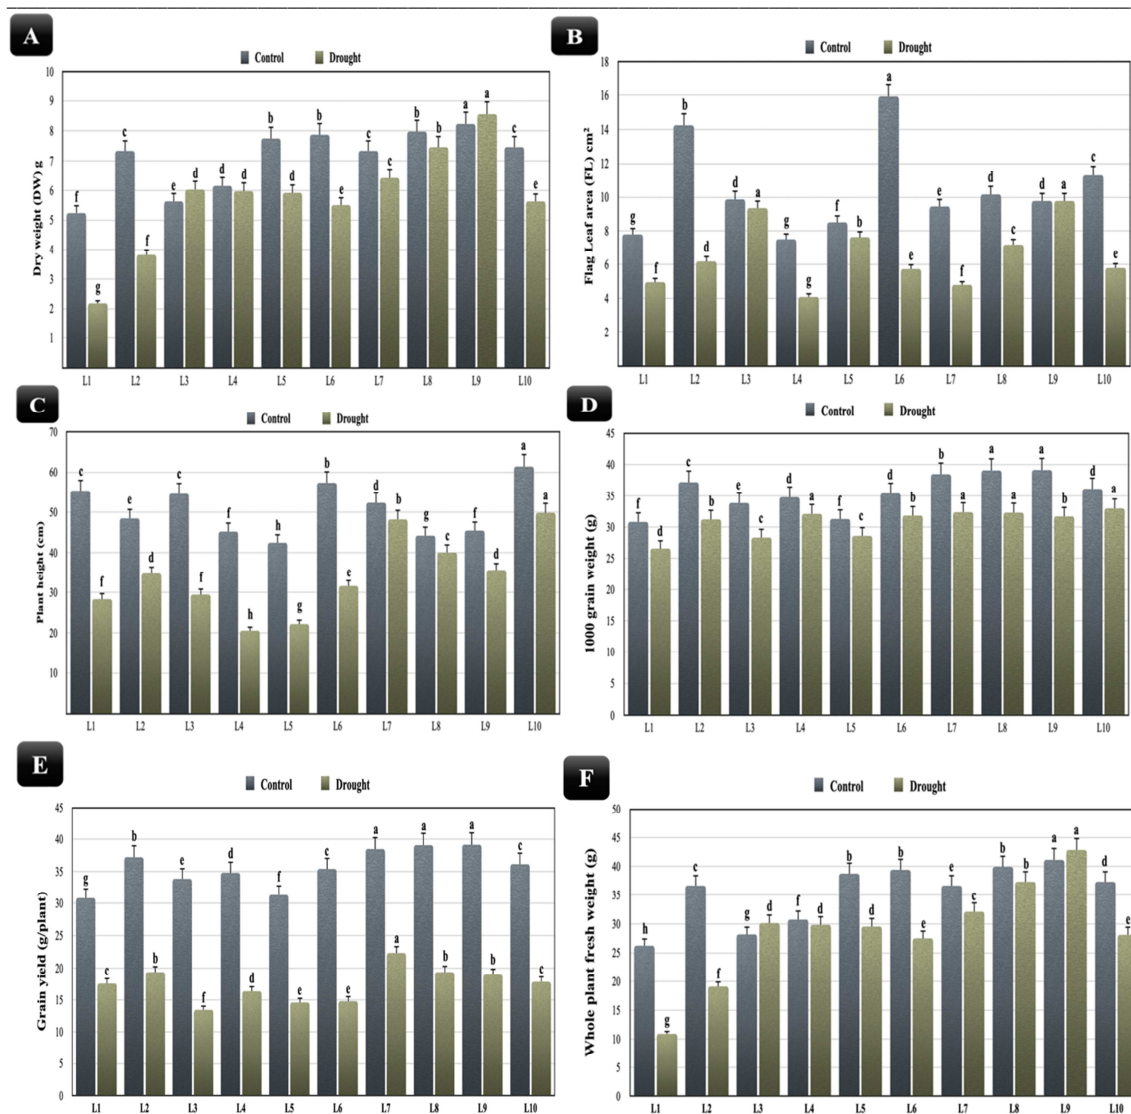 A
Control Drought
Dry weight (DW) g
10
9
8
7
6
5
4
3
2
1
f g c f e d d d b d b e c c b b a a c e
L1 L2 L3 L4 L5 L6 L7 L8 L9 L10
B
Control Drought
Flag Leaf area (FL) cm²
18
16
14
12
10
8
6
4
2
g f b d d a g f b a e f d c d a c e
L1 L2 L3 L4 L5 L6 L7 L8 L9 L10
C
Control Drought
Plant height (cm)
70
60
50
40
30
20
10
c f e d c f f h h g b e d b g c f d a a
L1 L2 L3 L4 L5 L6 L7 L8 L9 L10
D
Control Drought
1000 grain weight (g)
45
40
35
30
25
20
15
10
5
0
f d c b e c d a f c d b b a a a a b d a
L1 L2 L3 L4 L5 L6 L7 L8 L9 L10
E
Control Drought
Grain yield (g/plant)
45
40
35
30
25
20
15
10
5
0
g c b b e f d d f e c e a a a b a b c c
L1 L2 L3 L4 L5 L6 L7 L8 L9 L10
F
Control Drought
Whole plant fresh weight (g)
50
45
40
35
30
25
20
15
10
5
0
h g c f g d f d b d b e e c b b a a d e
L1 L2 L3 L4 L5 L6 L7 L8 L9 L10